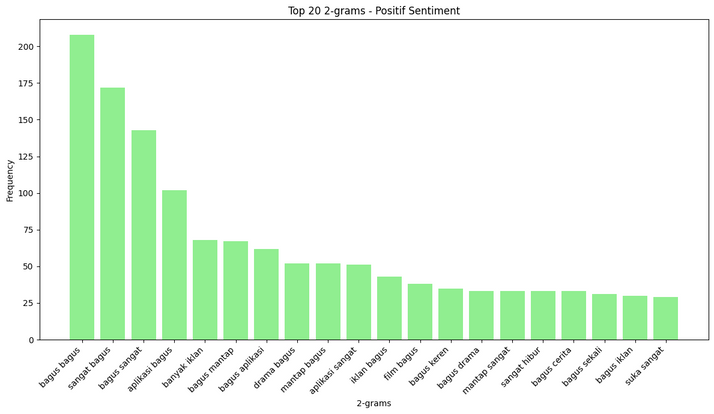 Top 20 2-grams - Positif Sentiment
Frequency
200
175
150
125
100
75
50
25
0
bagus bagus
sangat bagus
bagus sangat
aplikasi bagus
banyak iklan
bagus mantap
bagus aplikasi
drama bagus
mantap bagus
aplikasi sangat
iklan bagus
film bagus
bagus keren
bagus drama
mantap sangat
sangat hibur
bagus cerita
bagus sekali
bagus iklan
suka sangat
2-grams